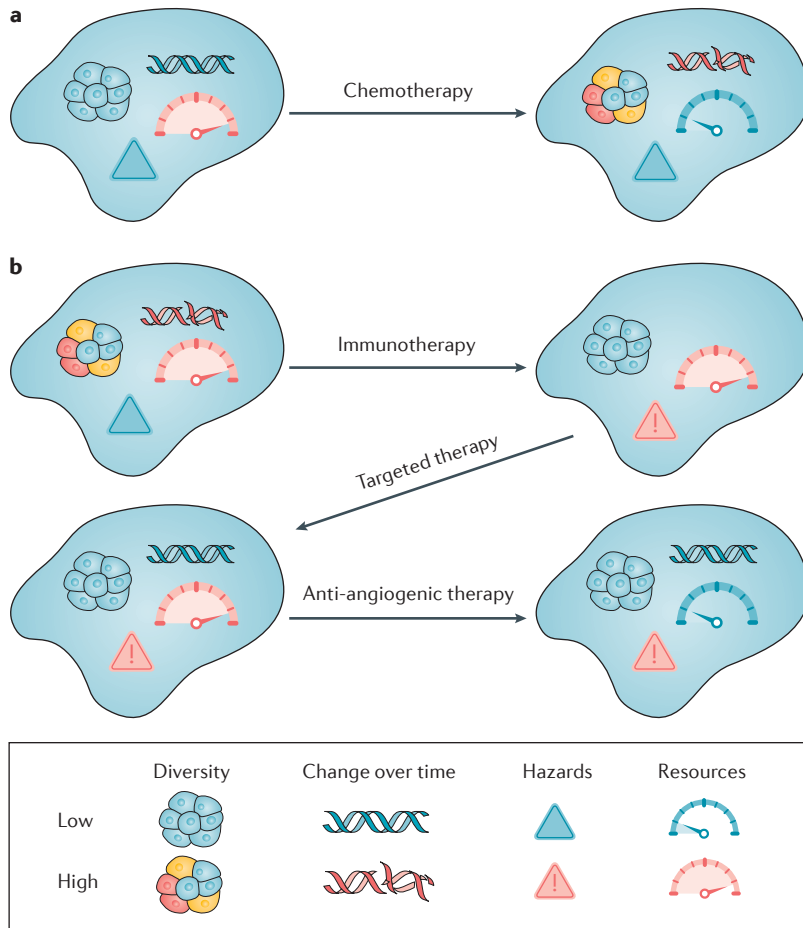 a
Chemotherapy
b
Immunotherapy
Targeted therapy
Anti-angiogenic therapy
Diversity Change over time Hazards Resources
Low
High